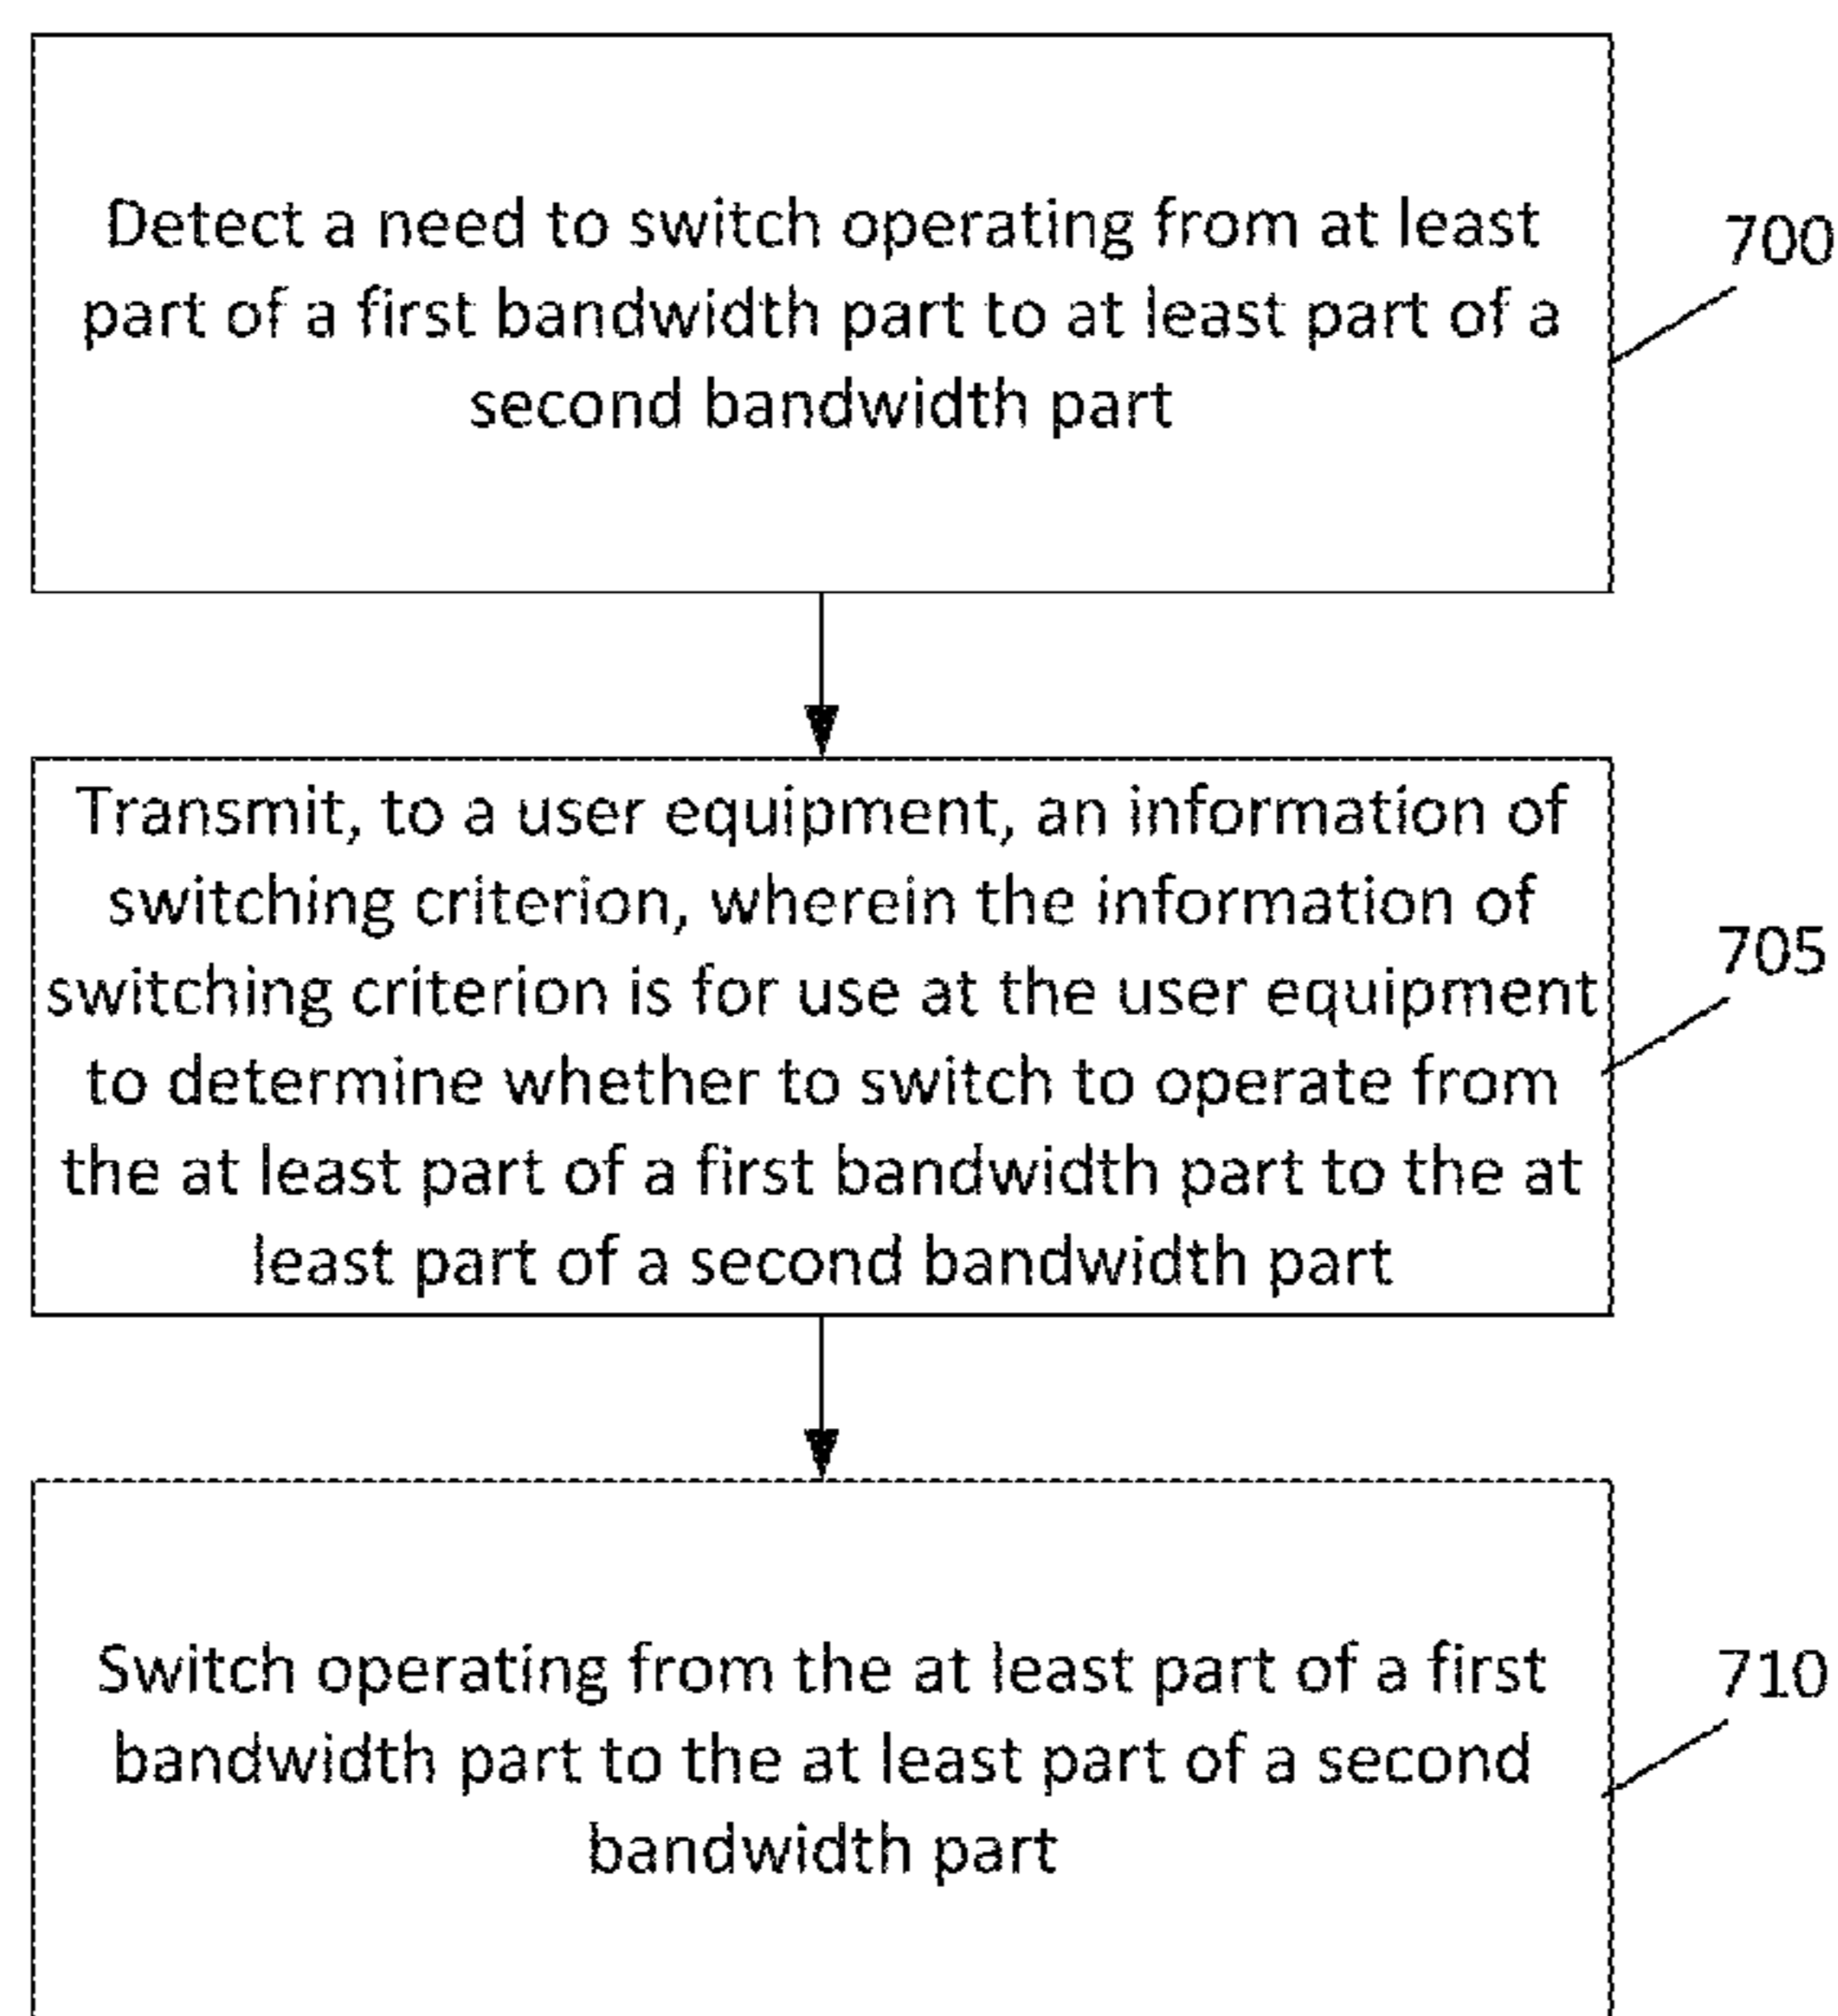 Detect a need to switch operating from at least
part of a first bandwidth part to at least part of a
second bandwidth part
700
Transmit, to a user equipment, an information of
switching criterion, wherein the information of
switching criterion is for use at the user equipment
to determine whether to switch to operate from
the at least part of a first bandwidth part to the at
least part of a second bandwidth part
705
Switch operating from the at least part of a first
bandwidth part to the at least part of a second
bandwidth part
710